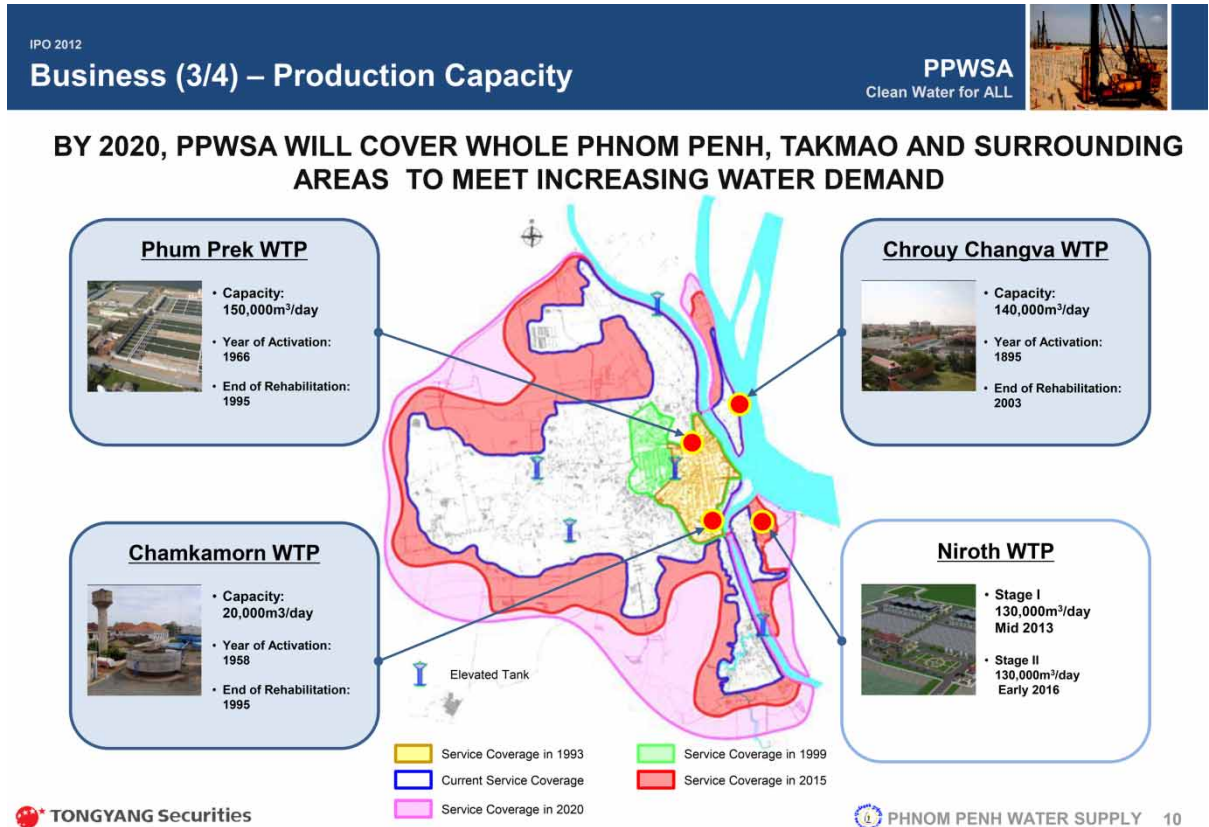 IPO 2012
Business (3/4) – Production Capacity
PPWSA
Clean Water for ALL
BY 2020, PPWSA WILL COVER WHOLE PHNOM PENH, TAKMAO AND SURROUNDING
AREAS TO MEET INCREASING WATER DEMAND
Phum Prek WTP
• Capacity:
150,000m³/day
• Year of Activation:
1966
• End of Rehabilitation:
1995
Chrouy Changva WTP
• Capacity:
140,000m³/day
• Year of Activation:
1895
• End of Rehabilitation:
2003
Chamkamorn WTP
• Capacity:
20,000m3/day
• Year of Activation:
1958
• End of Rehabilitation:
1995
Niroth WTP
• Stage I
130,000m³/day
Mid 2013
• Stage II
130,000m³/day
Early 2016
Elevated Tank
Service Coverage in 1993
Service Coverage in 1999
Current Service Coverage
Service Coverage in 2015
Service Coverage in 2020
TONGYANG Securities
PHNOM PENH WATER SUPPLY 10